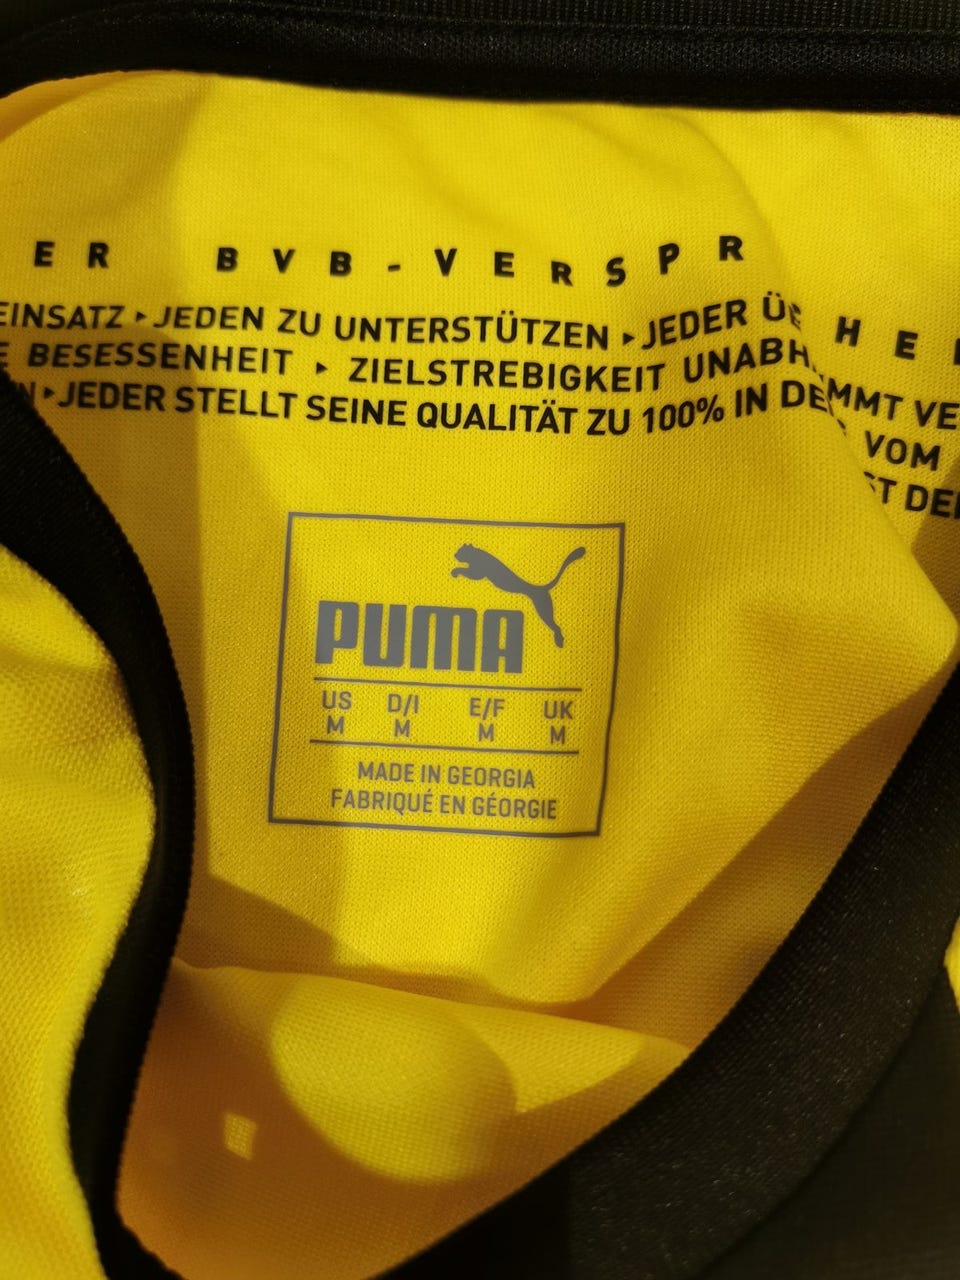 ER BVB-VERSPR HE
EINSATZ ▸ JEDEN ZU UNTERSTÜTZEN ▸ JEDER
BESESSENHEIT ▸ ZIELSTREBIGKEIT VOM
▸ JEDER STELLT SEINE QUALITÄT ZU 100% IN
PUMA
US D/I E/F UK
M M M M
MADE IN GEORGIA
FABRIQUÉ EN GÉORGIE